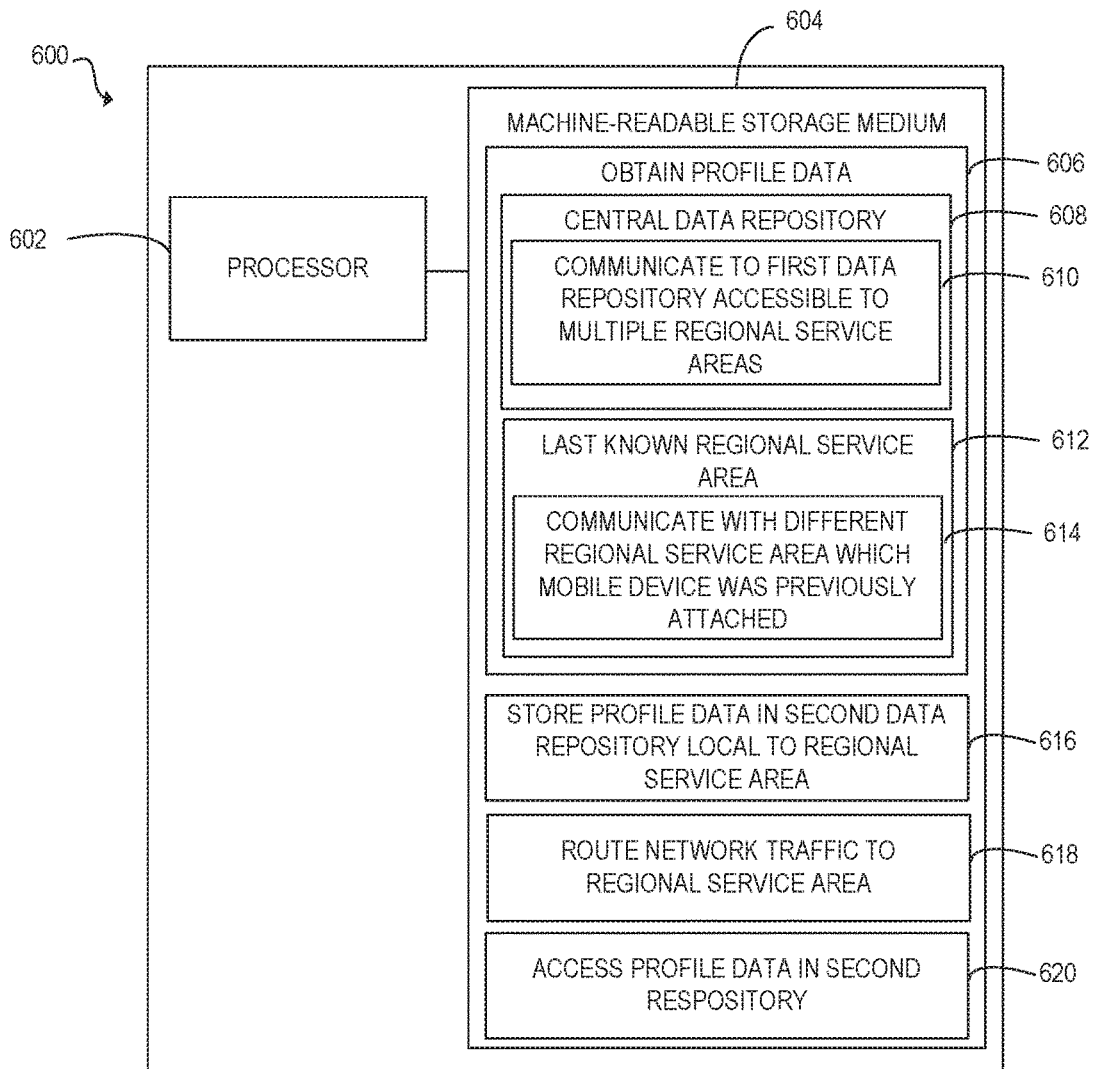 604
600
MACHINE-READABLE STORAGE MEDIUM
OBTAIN PROFILE DATA
606
CENTRAL DATA REPOSITORY
608
602
PROCESSOR
COMMUNICATE TO FIRST DATA
REPOSITORY ACCESSIBLE TO
MULTIPLE REGIONAL SERVICE
AREAS
610
LAST KNOWN REGIONAL SERVICE
AREA
612
COMMUNICATE WITH DIFFERENT
REGIONAL SERVICE AREA WHICH
MOBILE DEVICE WAS PREVIOUSLY
ATTACHED
614
STORE PROFILE DATA IN SECOND DATA
REPOSITORY LOCAL TO REGIONAL
SERVICE AREA
616
ROUTE NETWORK TRAFFIC TO
REGIONAL SERVICE AREA
618
ACCESS PROFILE DATA IN SECOND
RESPOSITORY
620